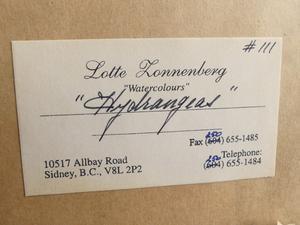 #111
Lotte Zonnenberg
"Watercolours"
"Hydrangeas"
250
Fax (604) 655-1485
250 Telephone:
(604) 655-1484
10517 Allbay Road
Sidney, B.C., V8L 2P2